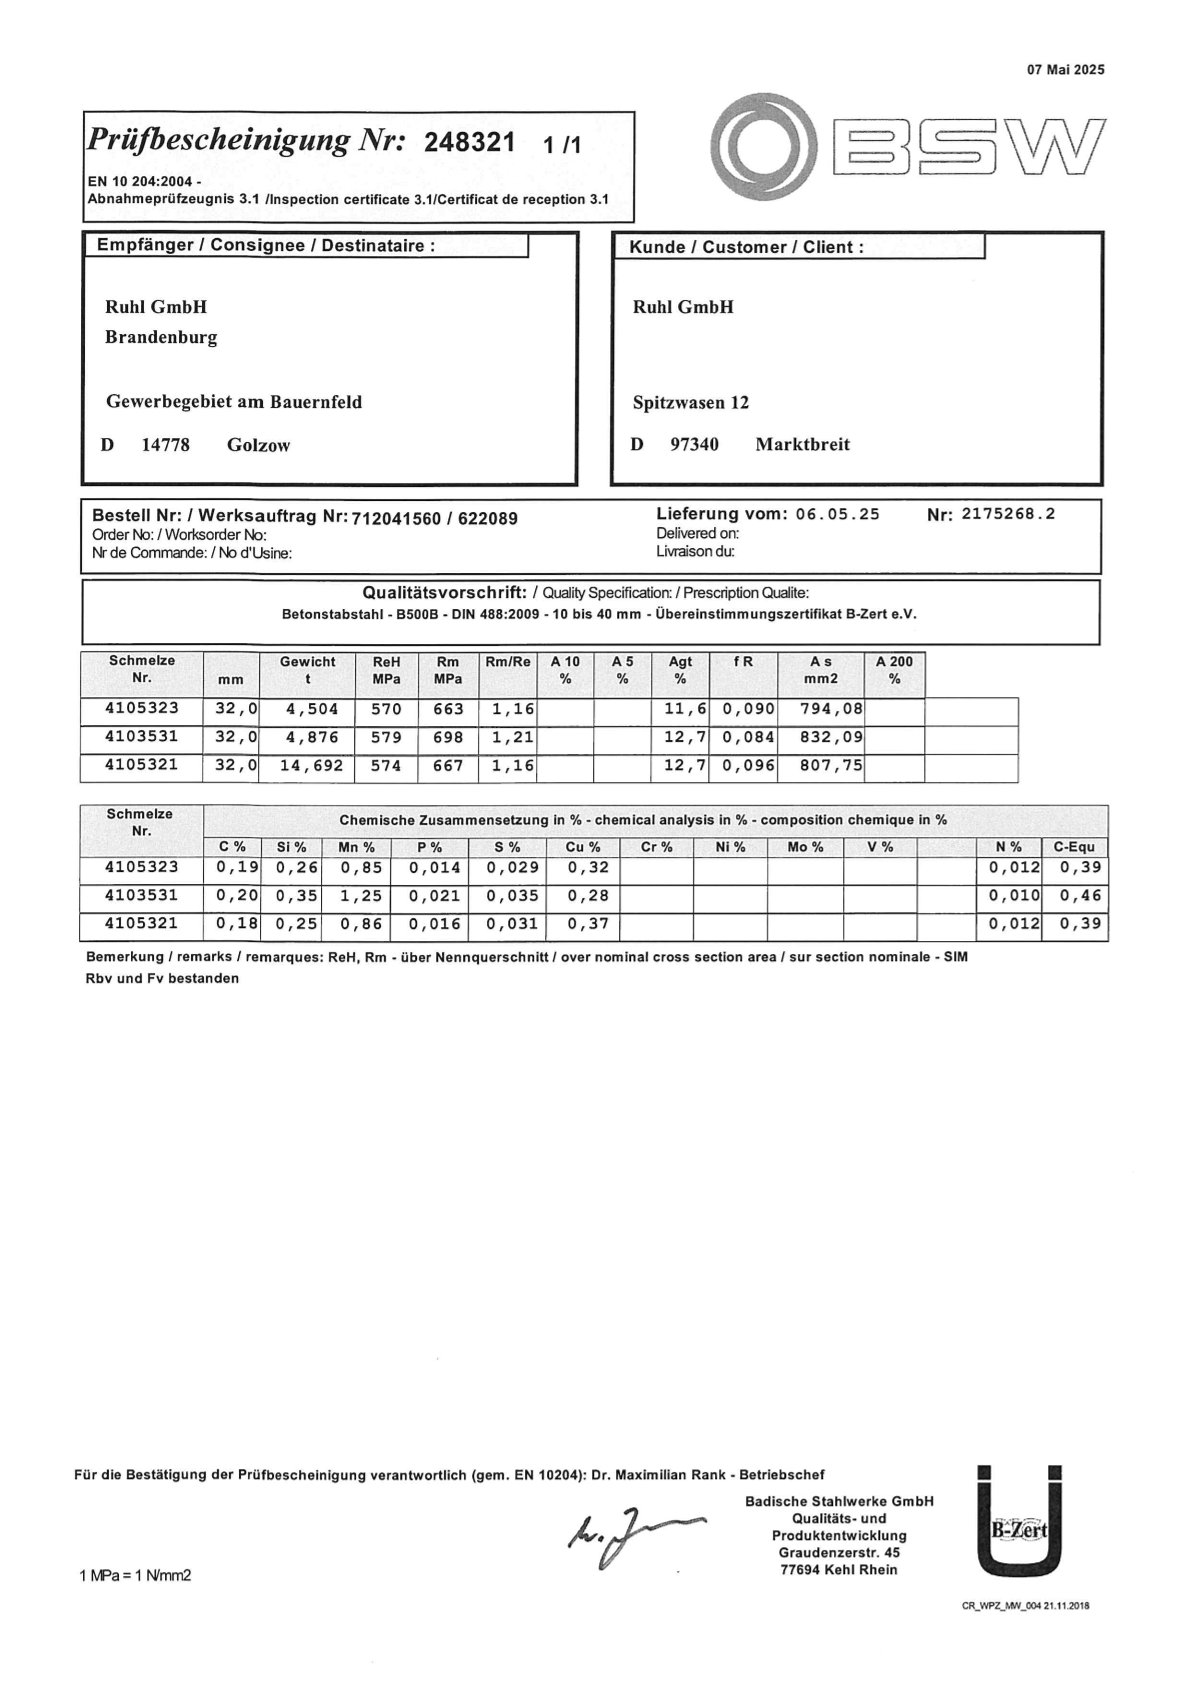 07 Mai 2025
Prüfbescheinigung Nr: 248321 1 /1
BSW
EN 10 204:2004 -
Abnahmeprüfzeugnis 3.1 /Inspection certificate 3.1/Certificat de reception 3.1
Empfänger / Consignee / Destinataire :
Ruhl GmbH
Brandenburg
Gewerbegebiet am Bauernfeld
D 14778 Golzow
Kunde / Customer / Client :
Ruhl GmbH
Spitzwasen 12
D 97340 Marktbreit
Bestell Nr: / Werksauftrag Nr: 712041560 / 622089
Order No: / Worksorder No:
Nr de Commande: / No d'Usine:
Lieferung vom: 06.05.25 Nr: 2175268.2
Delivered on:
Livraison du:
Qualitätsvorschrift: / Quality Specification: / Prescription Qualite:
Betonstabstahl - B500B - DIN 488:2009 - 10 bis 40 mm - Übereinstimmungszertifikat B-Zert e.V.
Schmelze Gewicht ReH Rm Rm/Re A 10 A 5 Agt f R A s A 200
Nr. mm t MPa MPa % % % mm2 %
4105323 32,0 4,504 570 663 1,16 11,6 0,090 794,08
4103531 32,0 4,876 579 698 1,21 12,7 0,084 832,09
4105321 32,0 14,692 574 667 1,16 12,7 0,096 807,75
Schmelze
Nr.
Chemische Zusammensetzung in % - chemical analysis in % - composition chemique in %
C % Si % Mn % P % S % Cu % Cr % Ni % Mo % V % N % C-Equ
4105323 0,19 0,26 0,85 0,014 0,029 0,32 0,012 0,39
4103531 0,20 0,35 1,25 0,021 0,035 0,28 0,010 0,46
4105321 0,18 0,25 0,86 0,016 0,031 0,37 0,012 0,39
Bemerkung / remarks / remarques: ReH, Rm - über Nennquerschnitt / over nominal cross section area / sur section nominale - SIM
Rbv und Fv bestanden
Für die Bestätigung der Prüfbescheinigung verantwortlich (gem. EN 10204): Dr. Maximilian Rank - Betriebschef
Badische Stahlwerke GmbH
Qualitäts- und
Produktentwicklung
Graudenzerstr. 45
77694 Kehl Rhein
B-Zert
1 MPa = 1 N/mm2
CR_WPZ_MW_004 21.11.2018